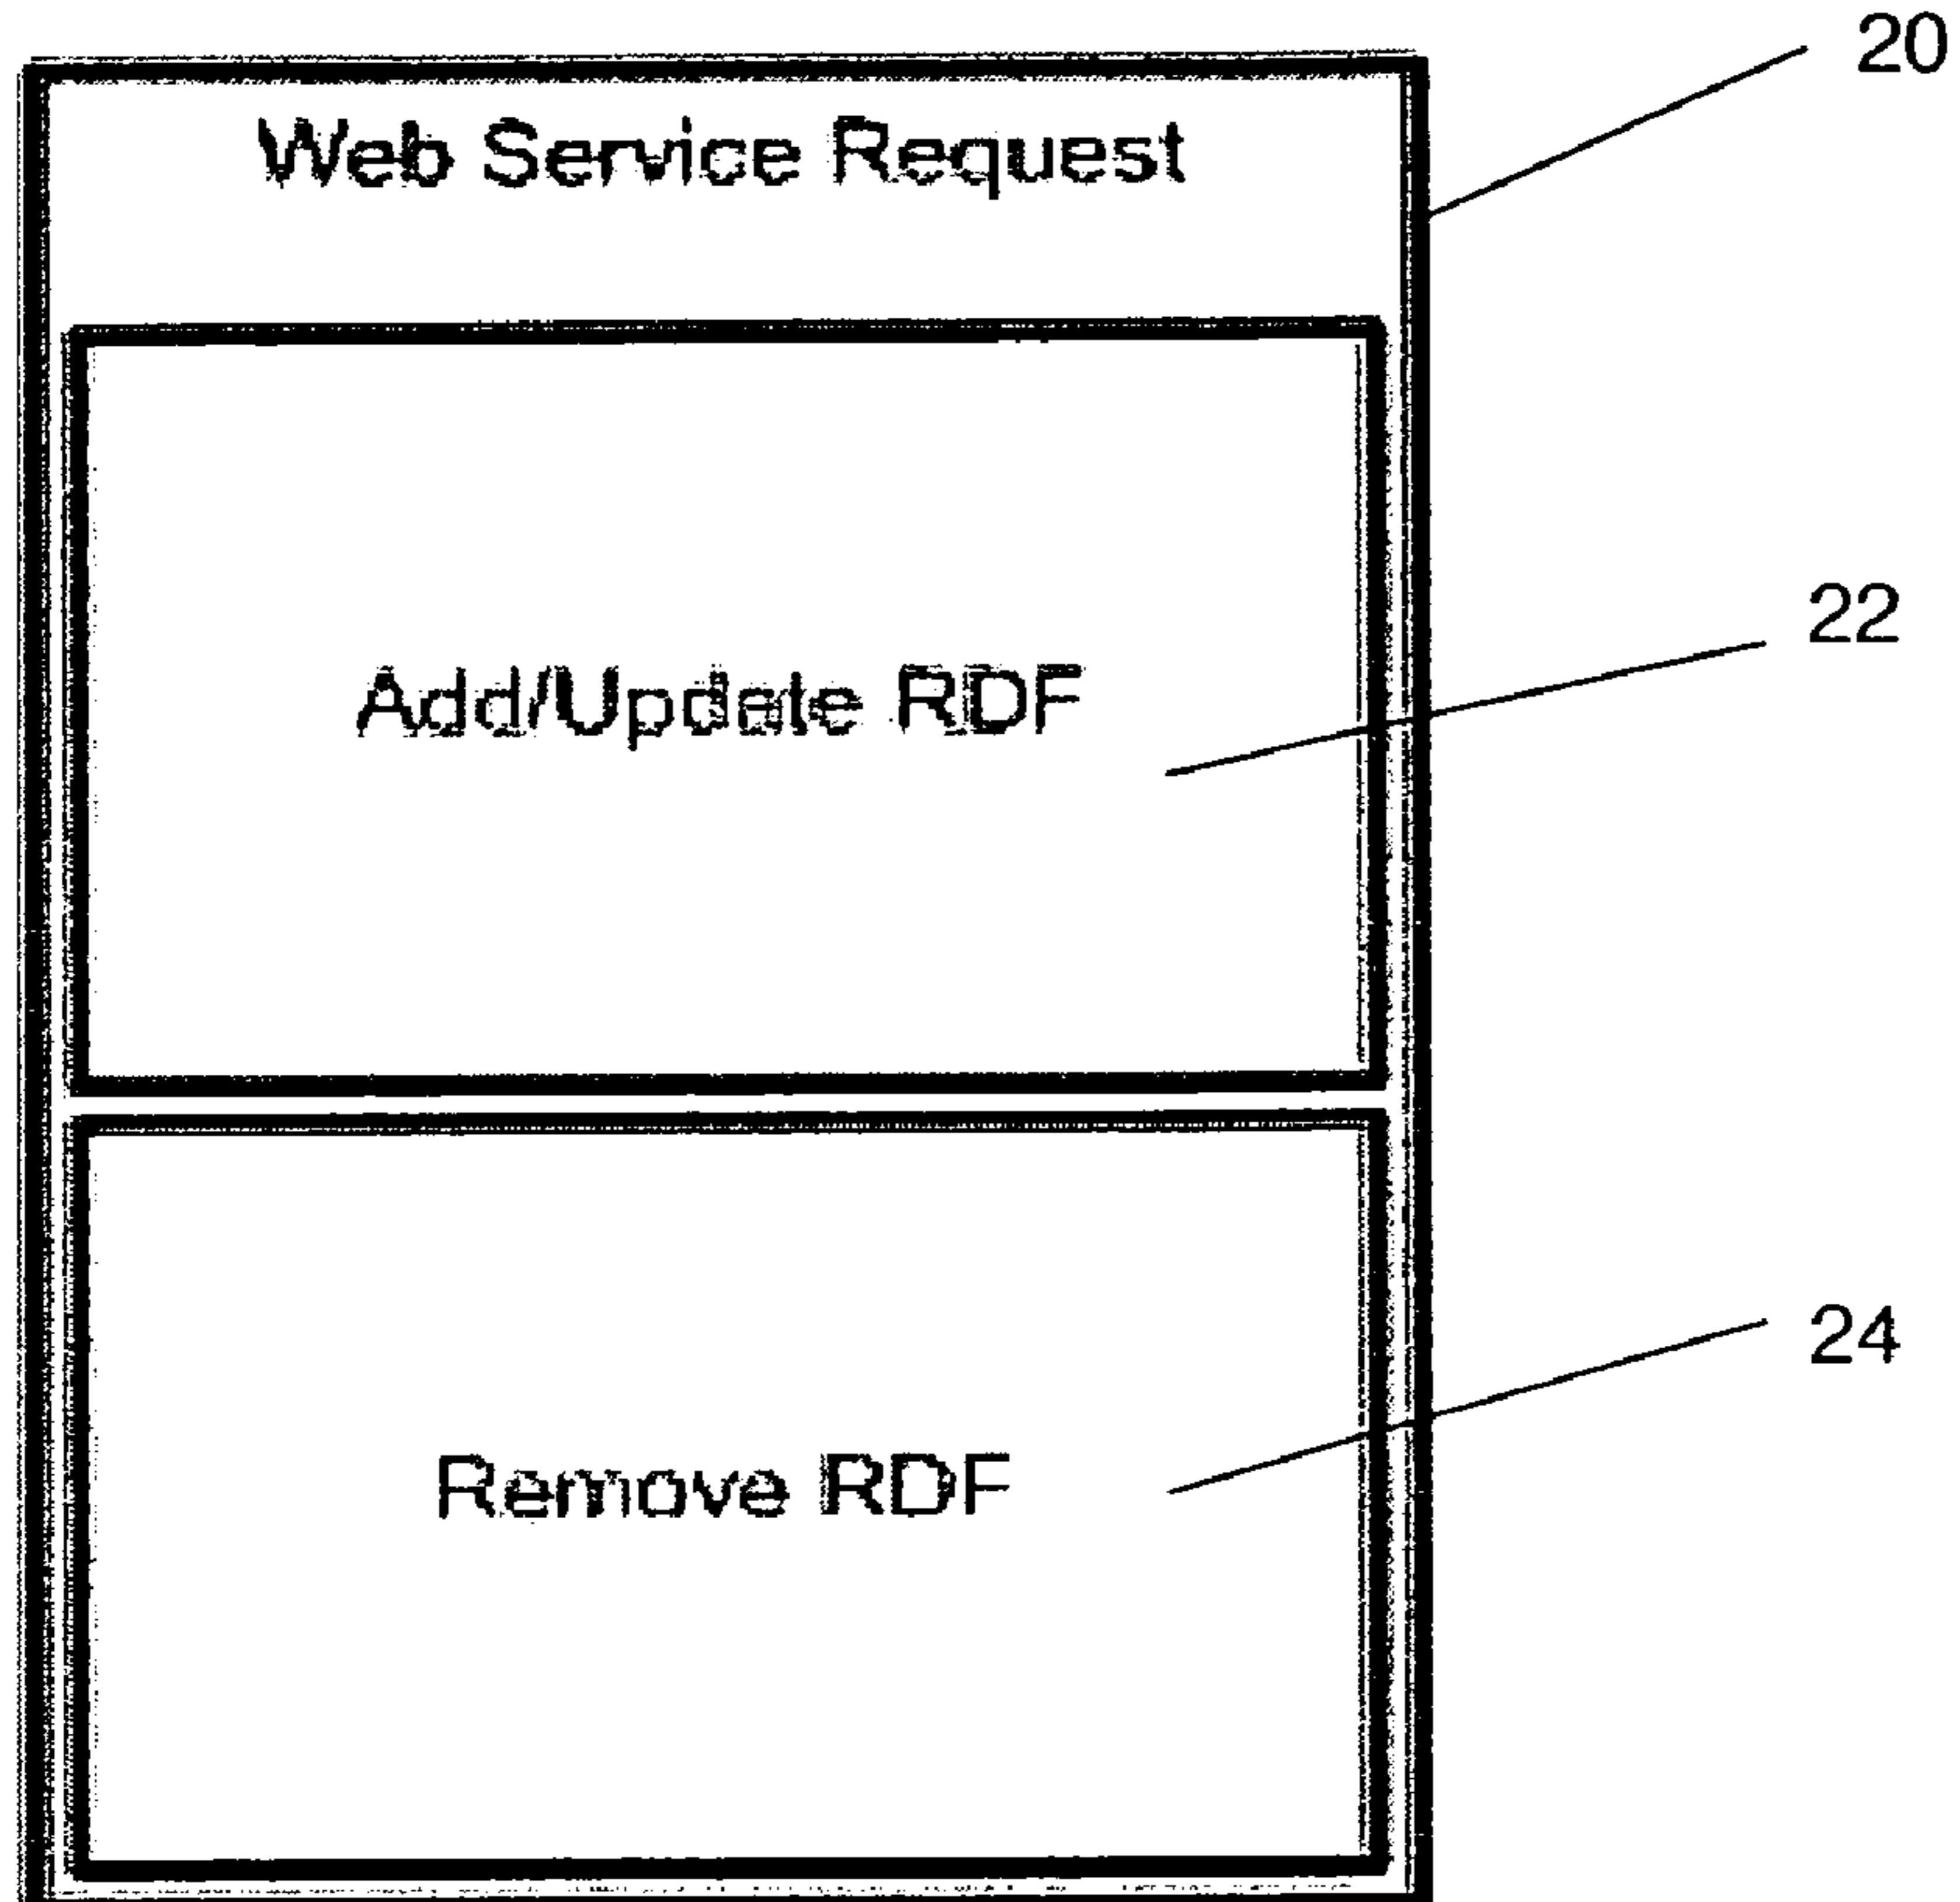 20
Web Service Request
22
Add/Update RDF
24
Remove RDF